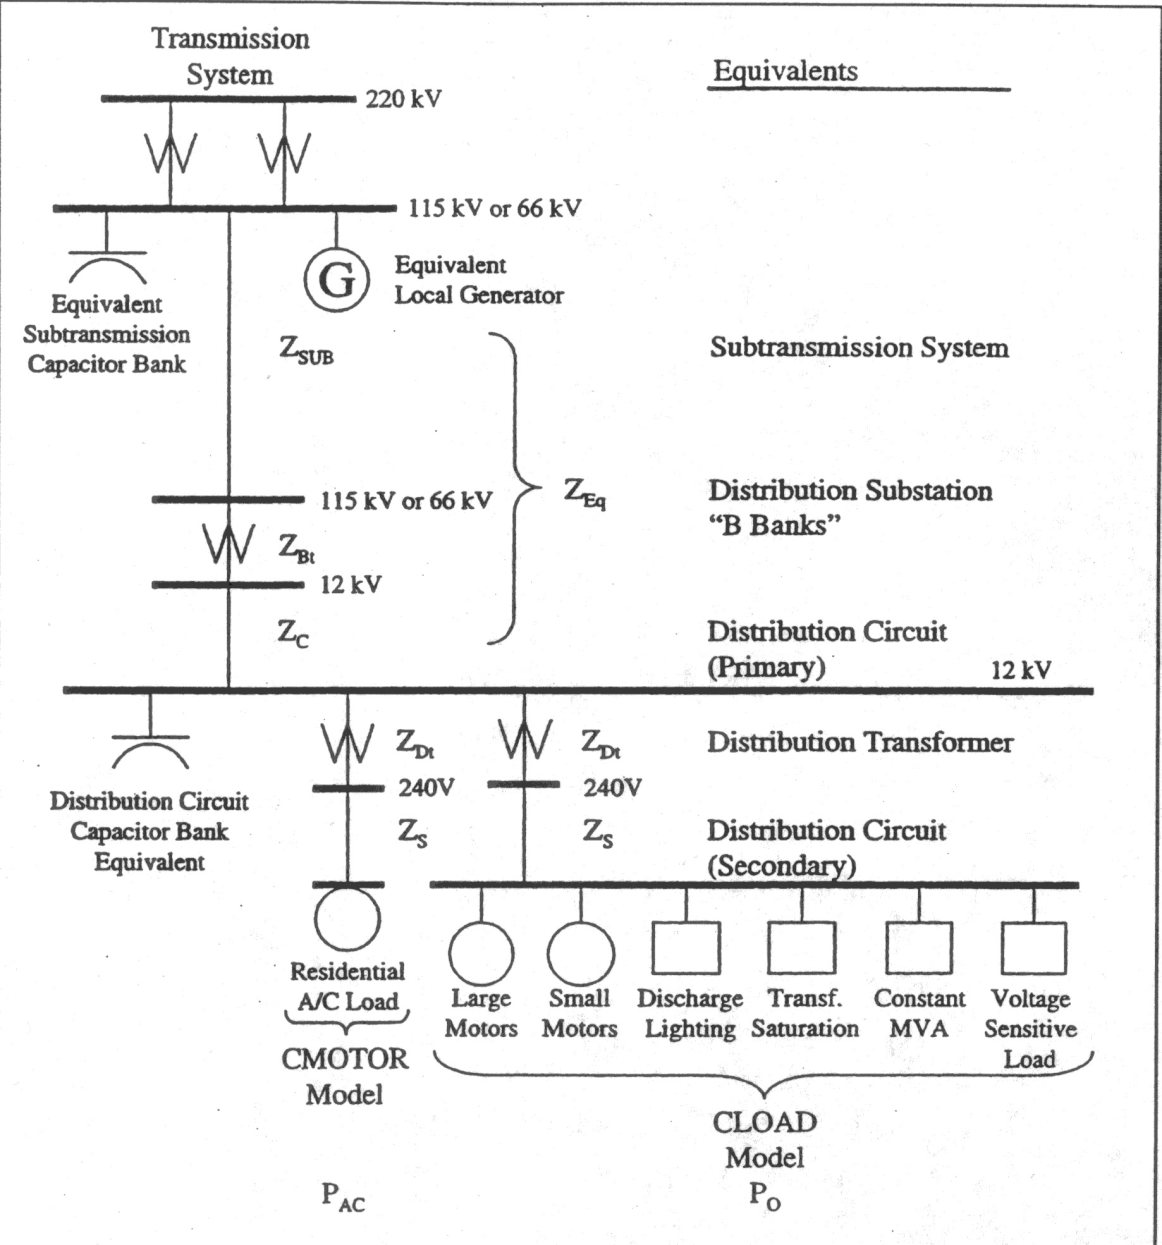 Transmission
System
Equivalents
220 kV
115 kV or 66 kV
G
Equivalent
Local Generator
Equivalent
Subtransmission
Capacitor Bank
Z_SUB
Subtransmission System
115 kV or 66 kV
Z_Eq
Distribution Substation
“B Banks”
Z_Bt
12 kV
Z_C
Distribution Circuit
(Primary)
12 kV
Z_Dt
Z_Dt
Distribution Transformer
240V
240V
Distribution Circuit
Capacitor Bank
Equivalent
Z_S
Z_S
Distribution Circuit
(Secondary)
Residential
A/C Load
Large
Motors
Small
Motors
Discharge
Lighting
Transf.
Saturation
Constant
MVA
Voltage
Sensitive
Load
CMOTOR
Model
CLOAD
Model
P_AC
P_O